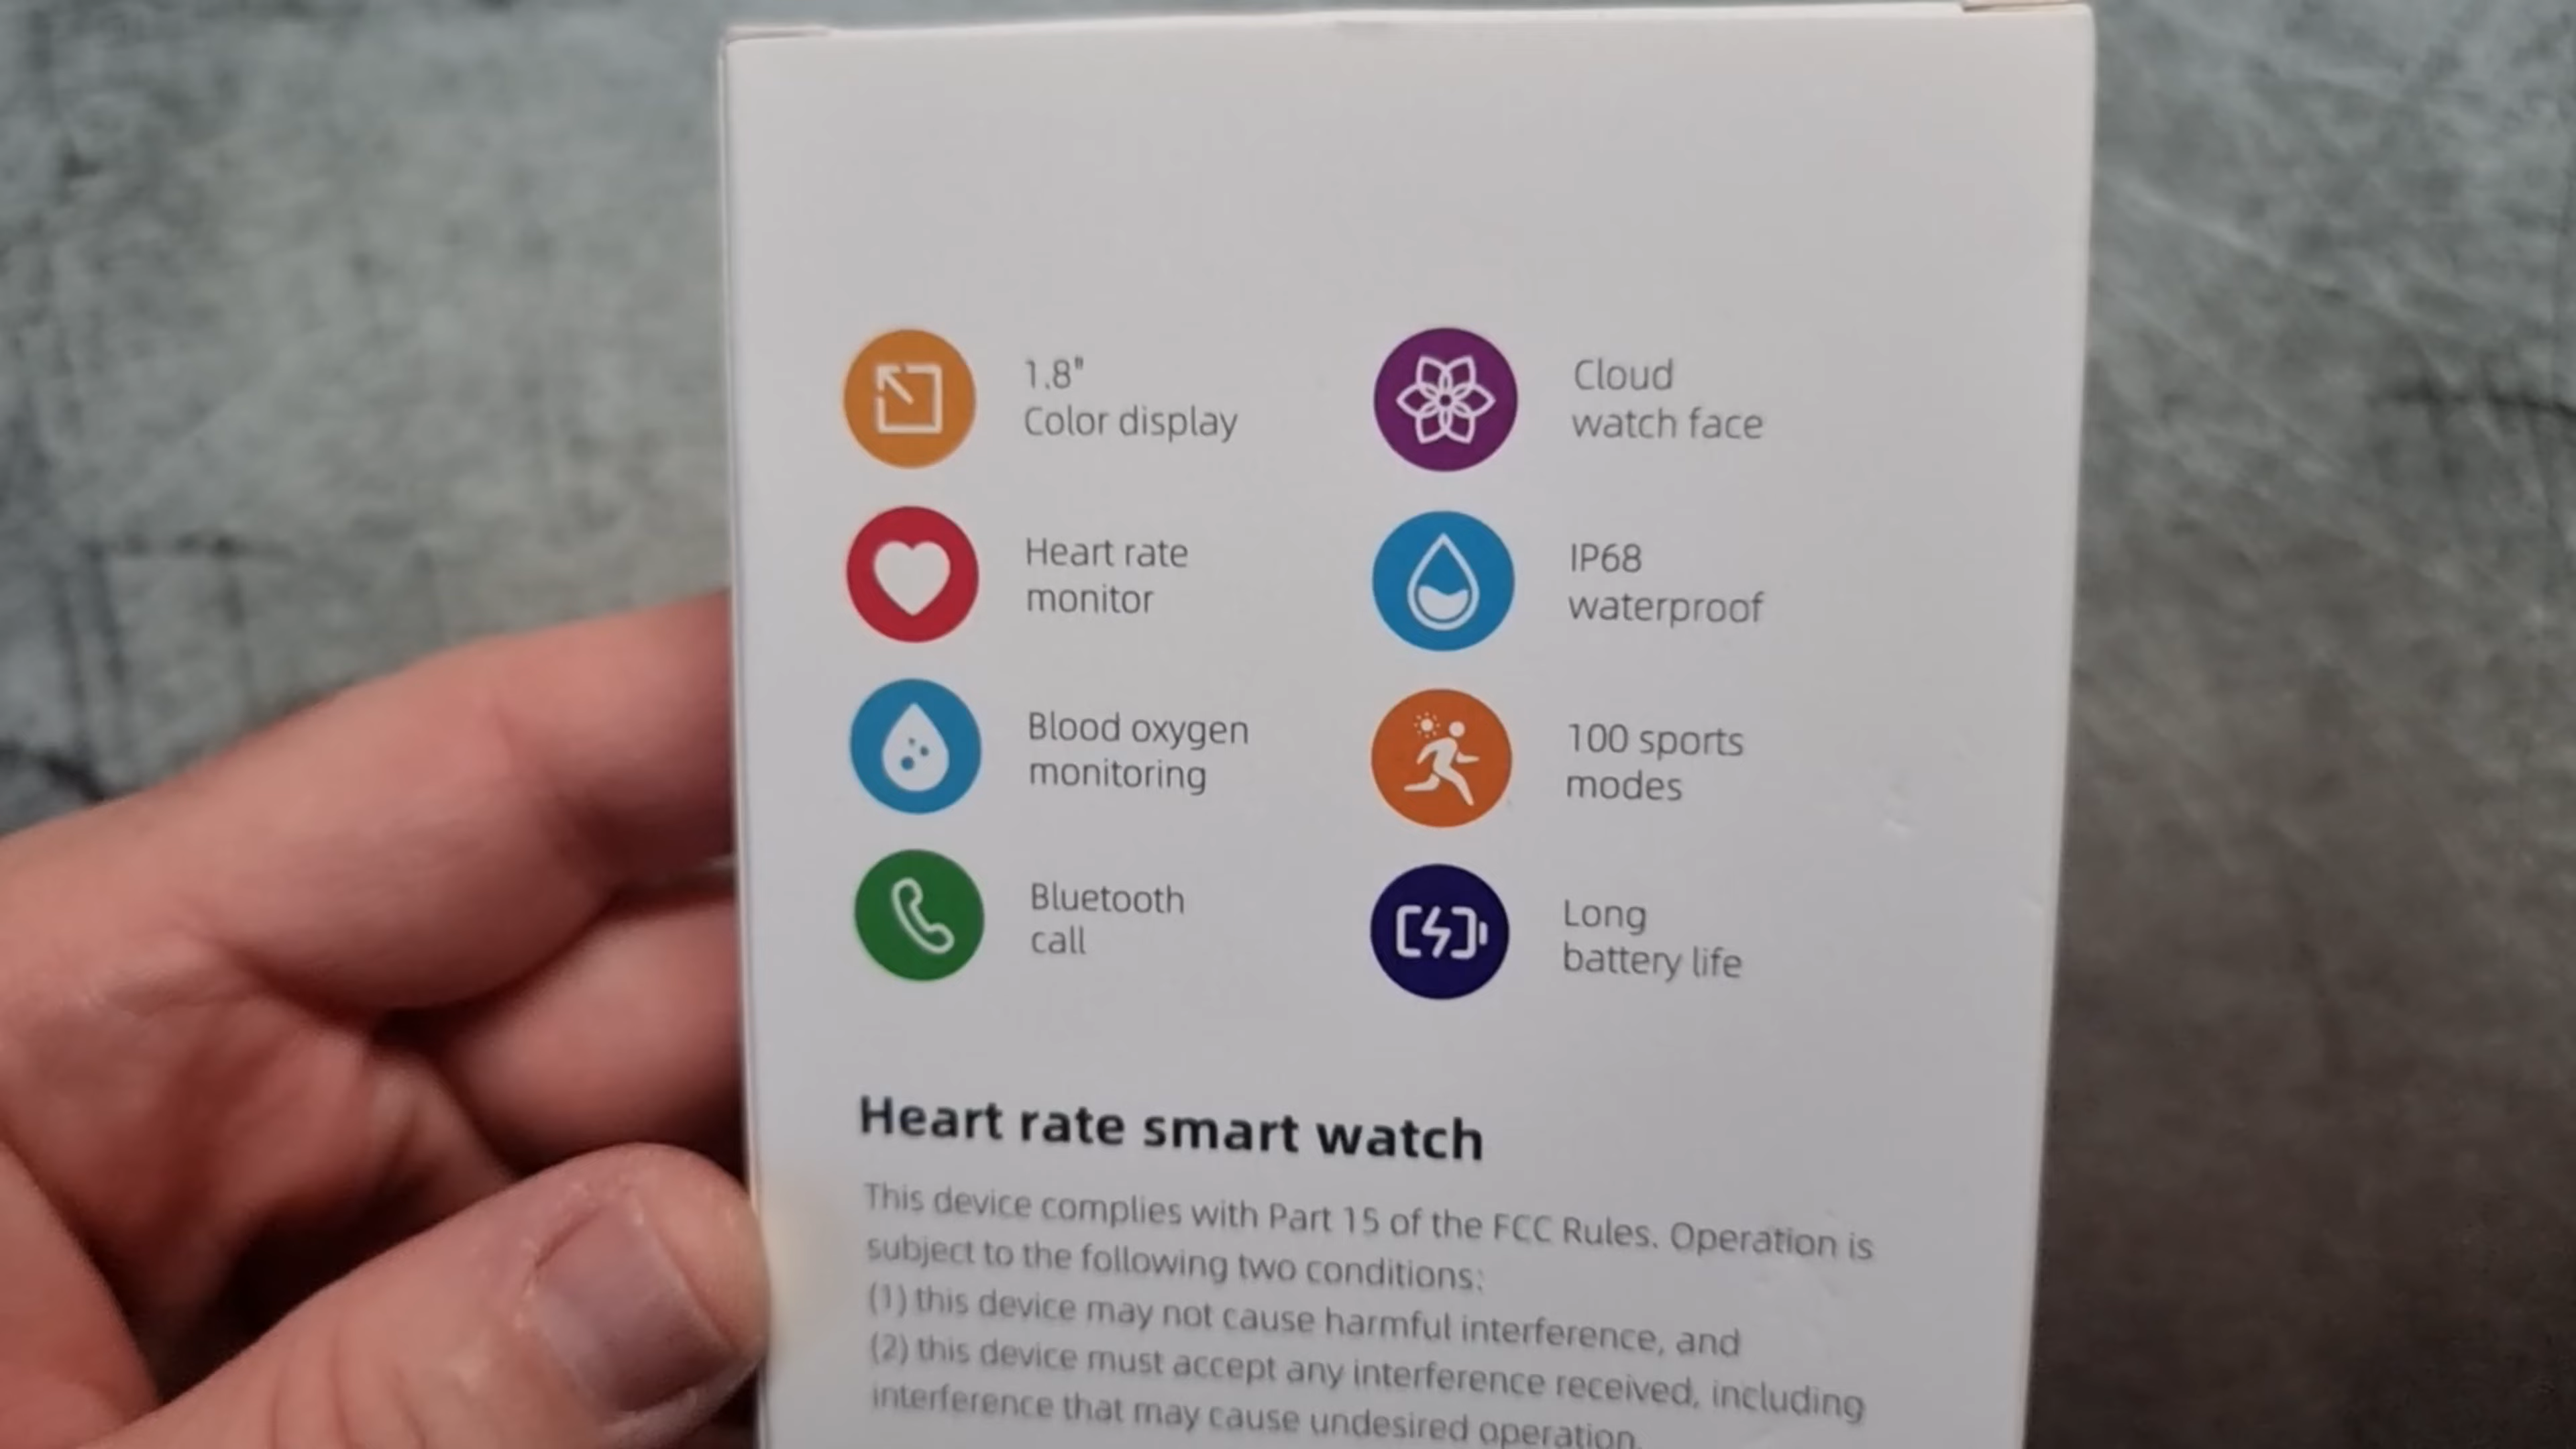 1.8"
Color display
Cloud
watch face
Heart rate
monitor
IP68
waterproof
Blood oxygen
monitoring
100 sports
modes
Bluetooth
call
Long
battery life
Heart rate smart watch
This device complies with Part 15 of the FCC Rules. Operation is
subject to the following two conditions:
(1) this device may not cause harmful interference, and
(2) this device must accept any interference received, including
interference that may cause undesired operation.